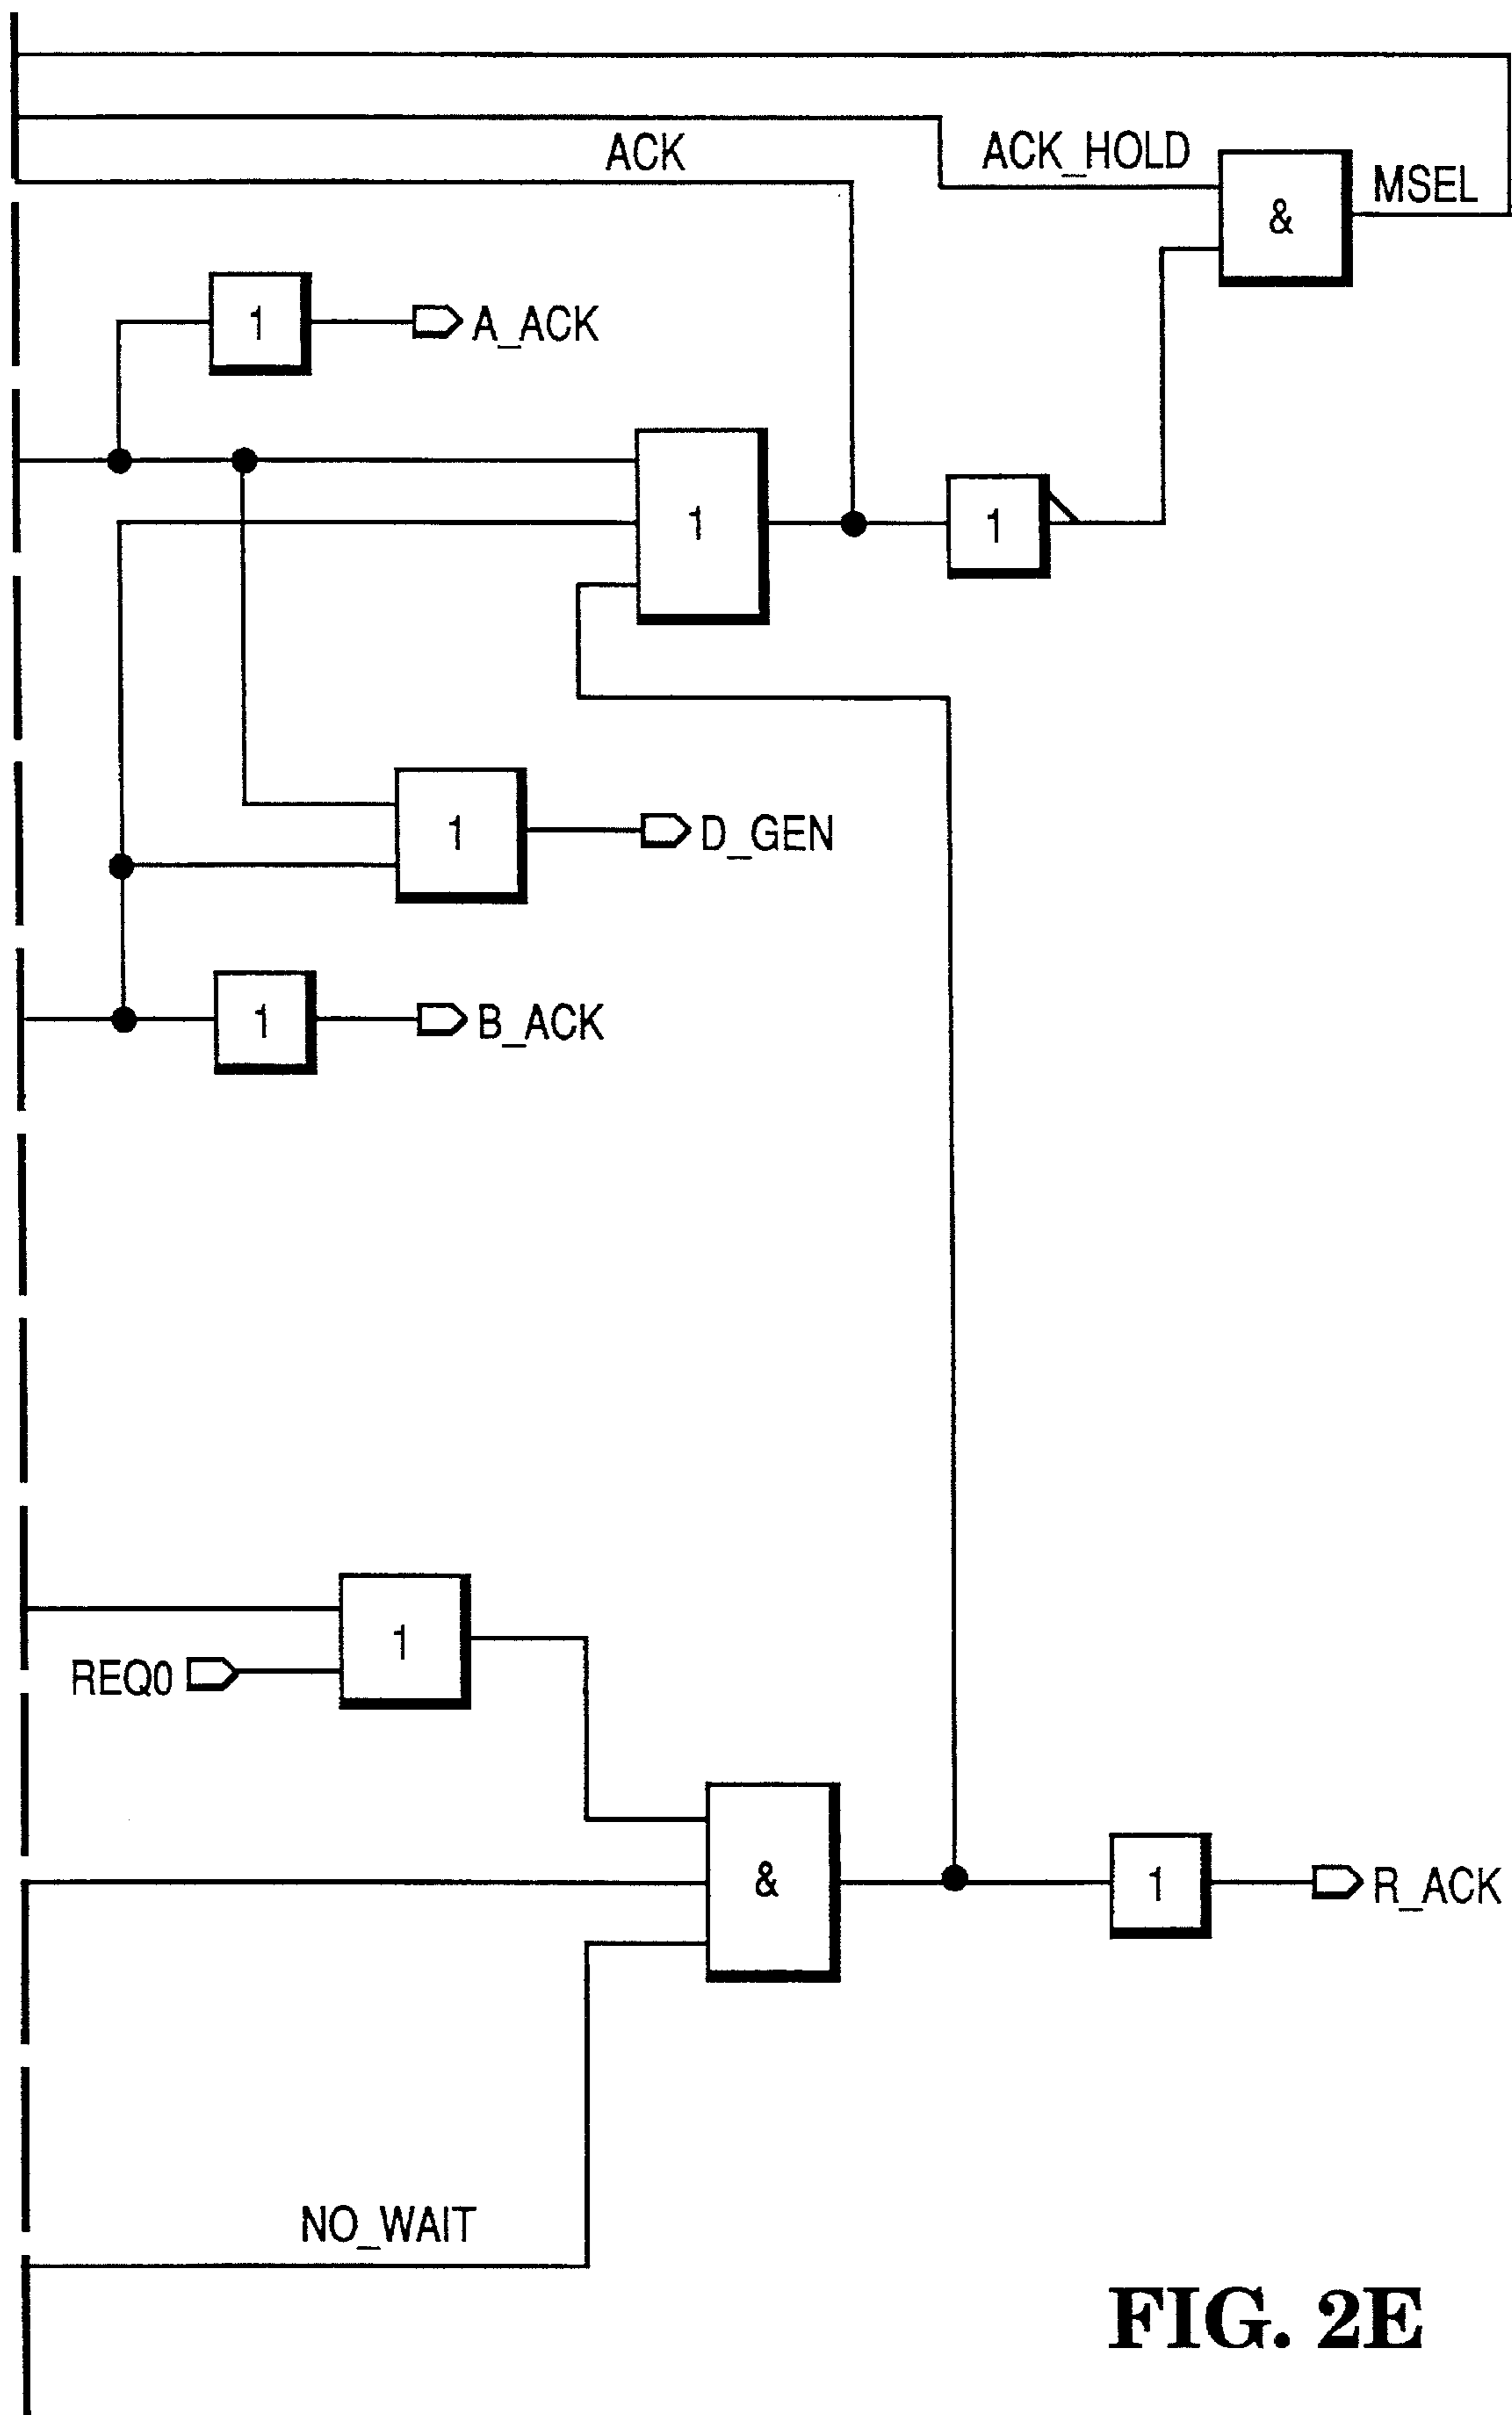 ACK
ACK_HOLD
MSEL
&
1
A_ACK
1
1
1
D_GEN
1
B_ACK
1
REQ0
&
1
R_ACK
NO_WAIT
FIG. 2E